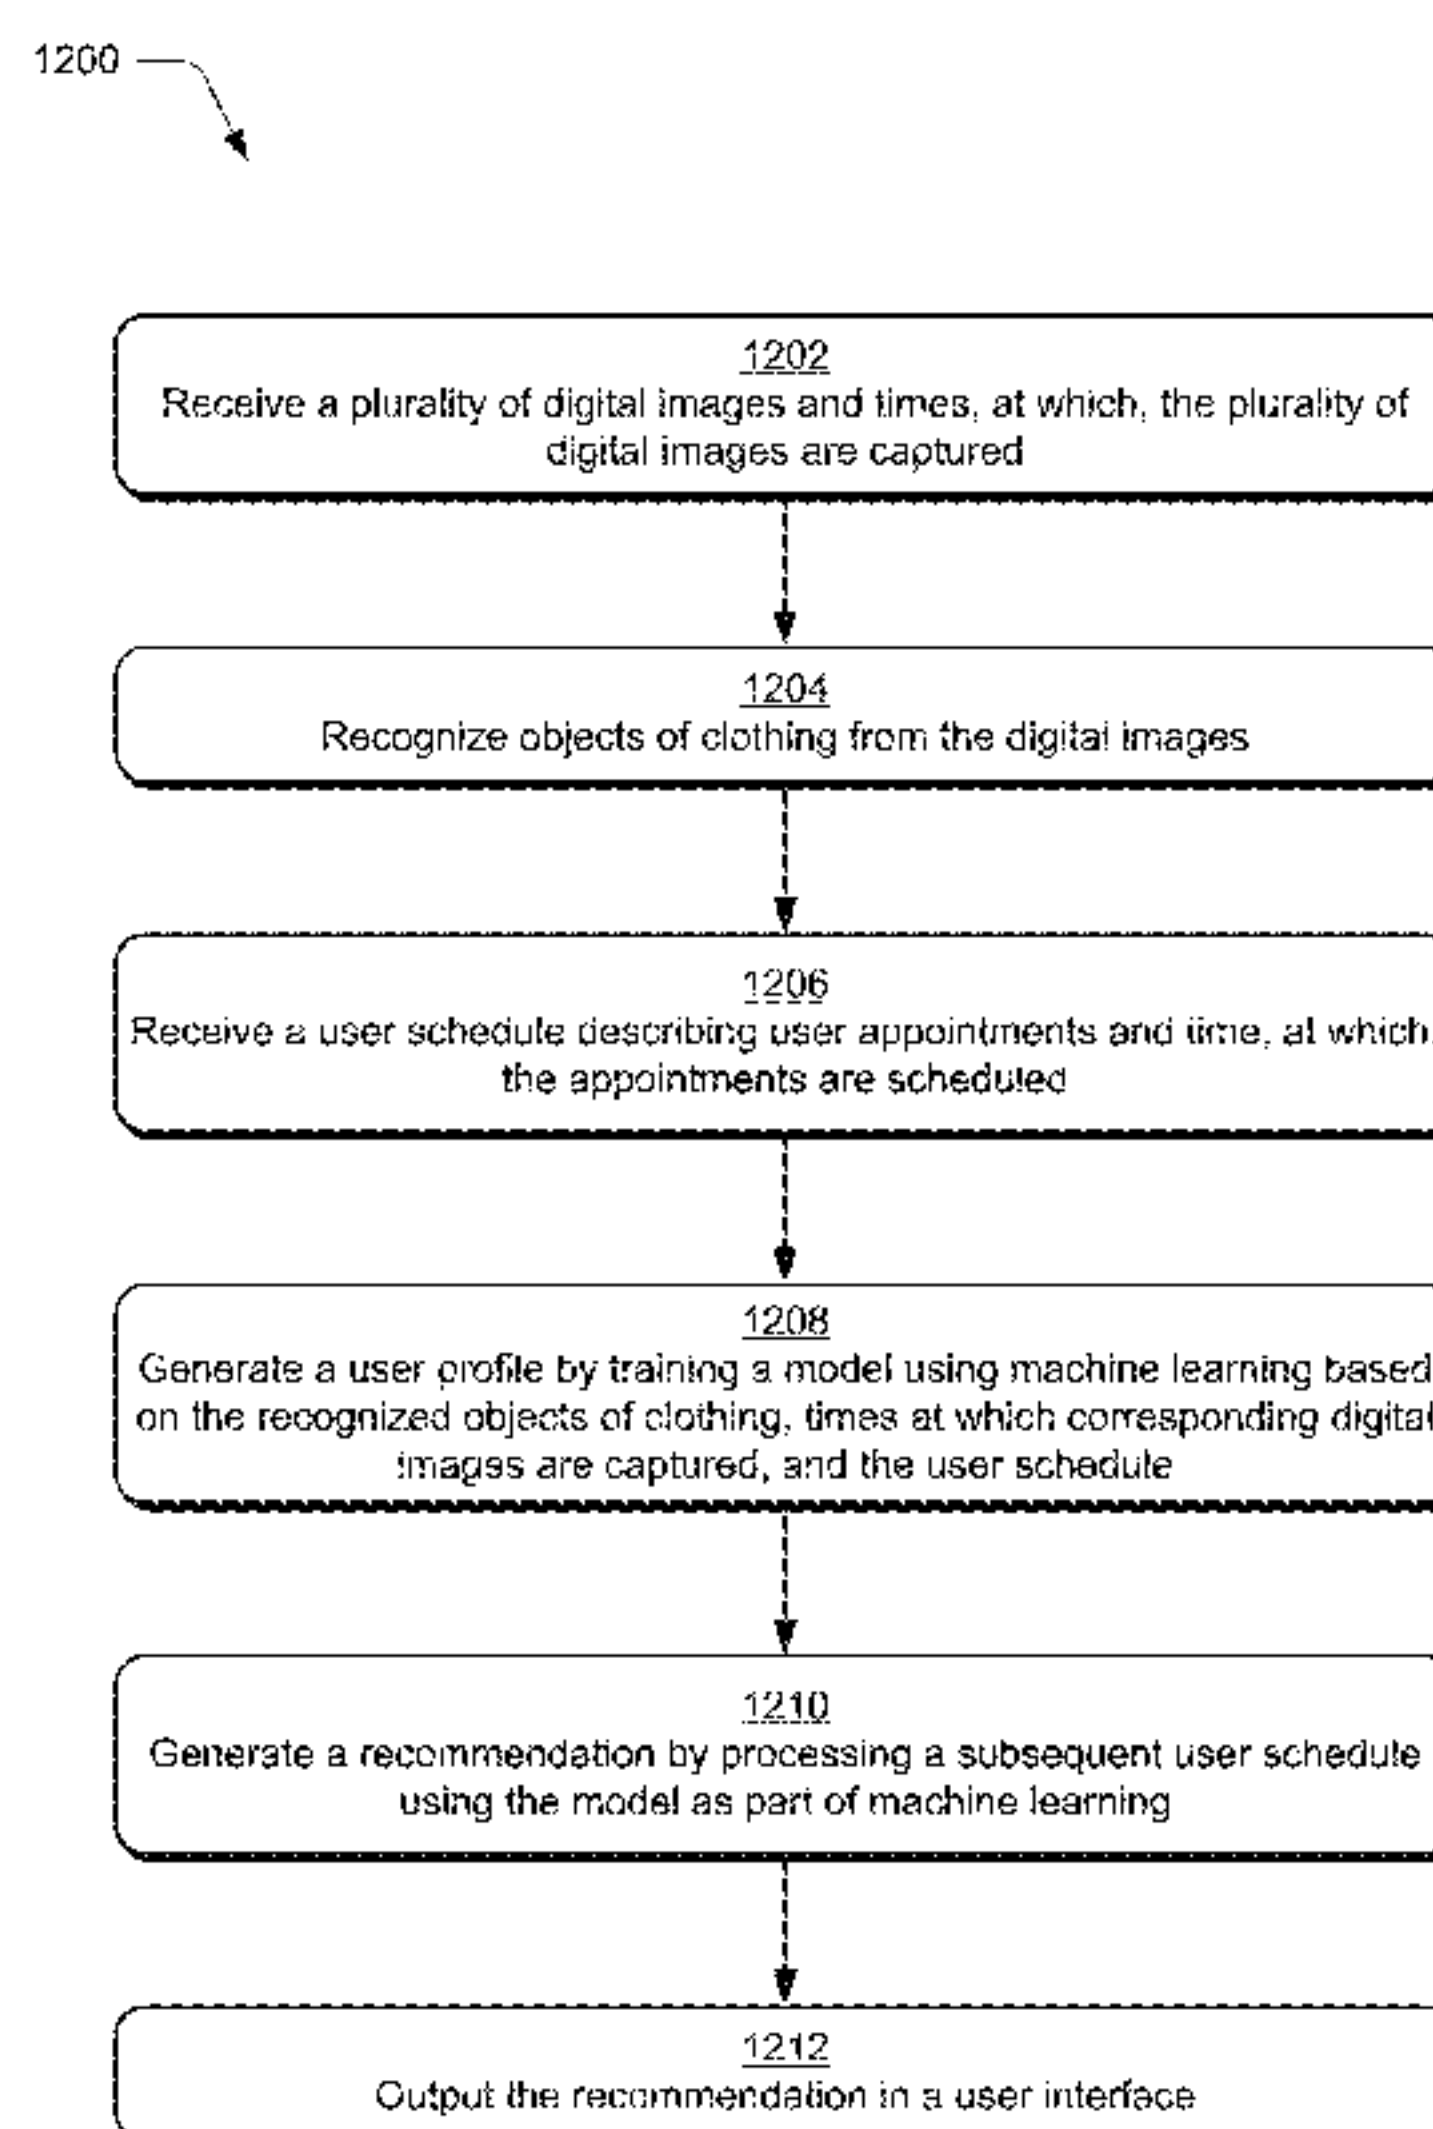 1200
1202
Receive a plurality of digital images and times, at which, the plurality of
digital images are captured
1204
Recognize objects of clothing from the digital images
1206
Receive a user schedule describing user appointments and time, at which,
the appointments are scheduled
1208
Generate a user profile by training a model using machine learning based
on the recognized objects of clothing, times at which corresponding digital
images are captured, and the user schedule
1210
Generate a recommendation by processing a subsequent user schedule
using the model as part of machine learning
1212
Output the recommendation in a user interface